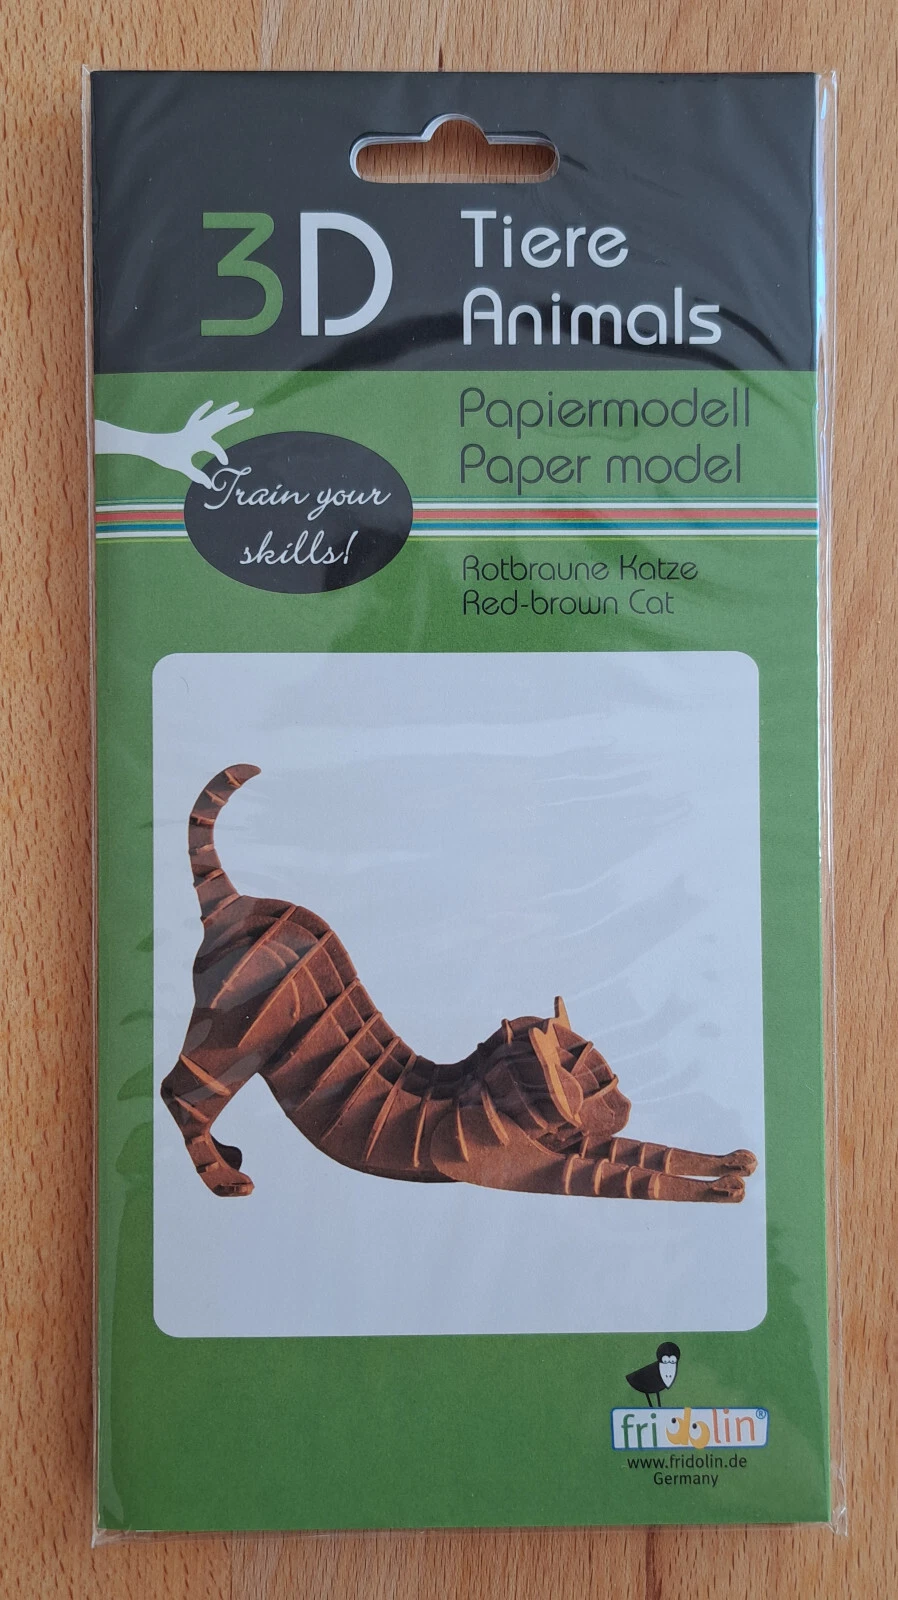 3D
Tiere
Animals
Papiermodell
Paper model
Train your
skills!
Rotbraune Katze
Red-brown Cat
fridolin®
www.fridolin.de
Germany